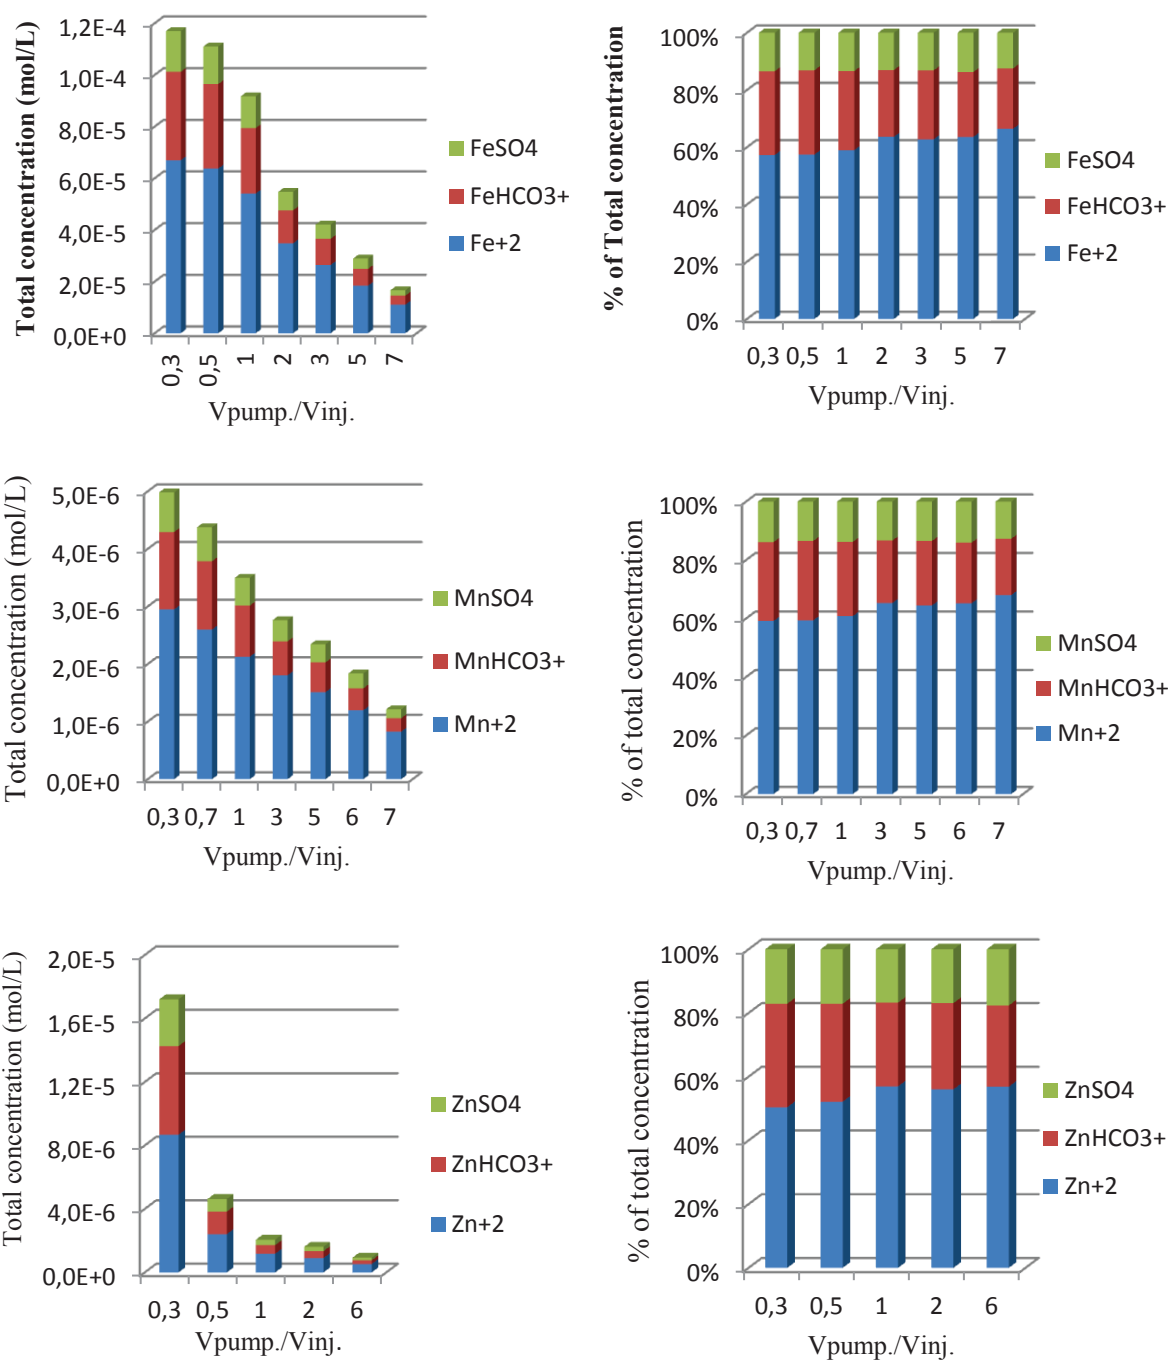 Total concentration (mol/L)
1,2E-4
1,0E-4
8,0E-5
6,0E-5
4,0E-5
2,0E-5
0,0E+0
0,3 0,5 1 2 3 5 7
Vpump./Vinj.
FeSO4
FeHCO3+
Fe+2
% of Total concentration
100%
80%
60%
40%
20%
0%
0,3 0,5 1 2 3 5 7
Vpump./Vinj.
FeSO4
FeHCO3+
Fe+2
Total concentration (mol/L)
5,0E-6
4,0E-6
3,0E-6
2,0E-6
1,0E-6
0,0E+0
0,3 0,7 1 3 5 6 7
Vpump./Vinj.
MnSO4
MnHCO3+
Mn+2
% of total concentration
100%
80%
60%
40%
20%
0%
0,3 0,7 1 3 5 6 7
Vpump./Vinj.
MnSO4
MnHCO3+
Mn+2
Total concentration (mol/L)
2,0E-5
1,6E-5
1,2E-5
8,0E-6
4,0E-6
0,0E+0
0,3 0,5 1 2 6
Vpump./Vinj.
ZnSO4
ZnHCO3+
Zn+2
% of total concentration
100%
80%
60%
40%
20%
0%
0,3 0,5 1 2 6
Vpump./Vinj.
ZnSO4
ZnHCO3+
Zn+2